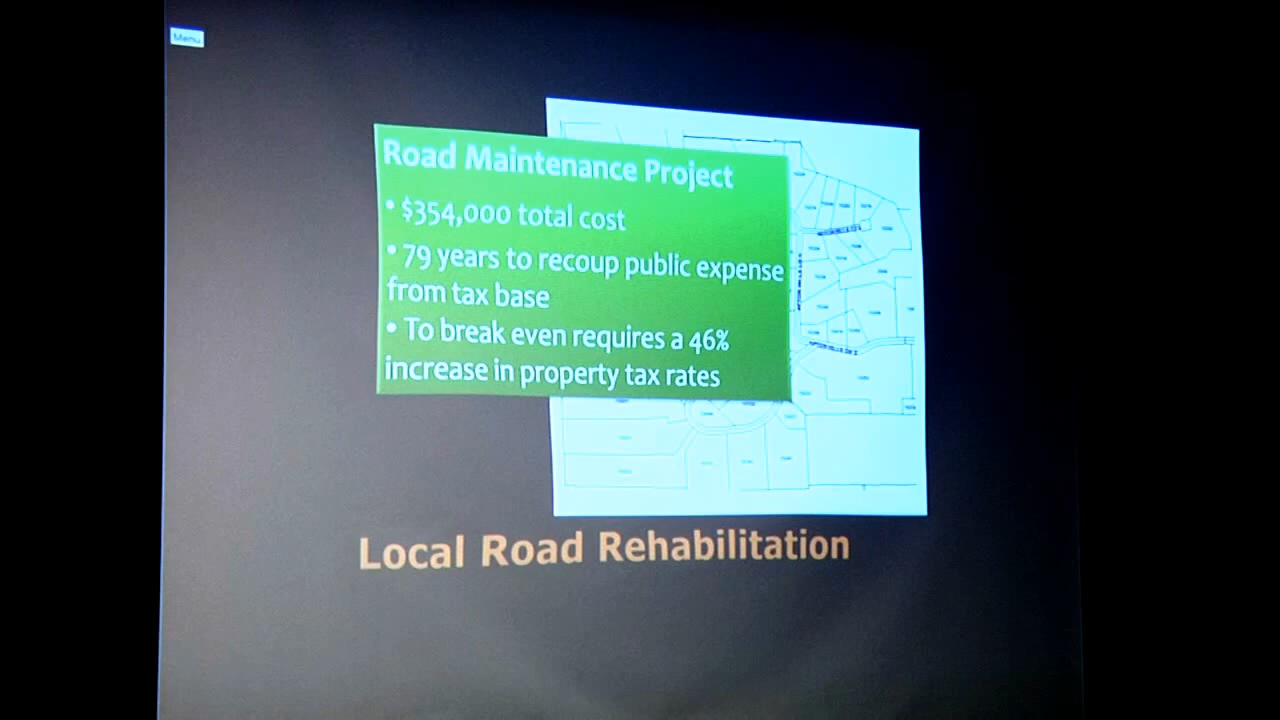 Menu
Road Maintenance Project
• $354,000 total cost
• 79 years to recoup public expense
from tax base
• To break even requires a 46%
increase in property tax rates
Local Road Rehabilitation